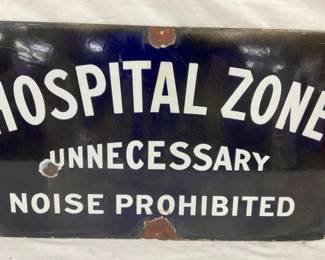 HOSPITAL ZONE
UNNECESSARY
NOISE PROHIBITED